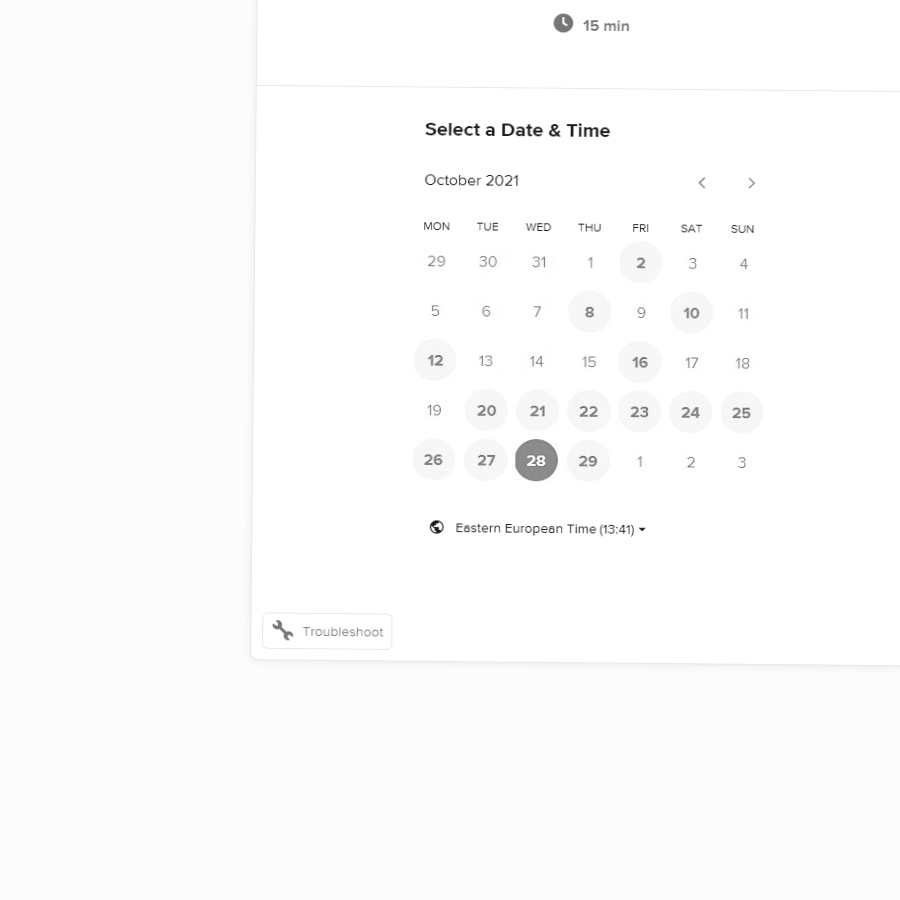 15 min
Select a Date & Time
October 2021
MON TUE WED THU FRI SAT SUN
29 30 31 1 2 3 4
5 6 7 8 9 10 11
12 13 14 15 16 17 18
19 20 21 22 23 24 25
26 27 28 29 1 2 3
Eastern European Time (13:41)
Troubleshoot